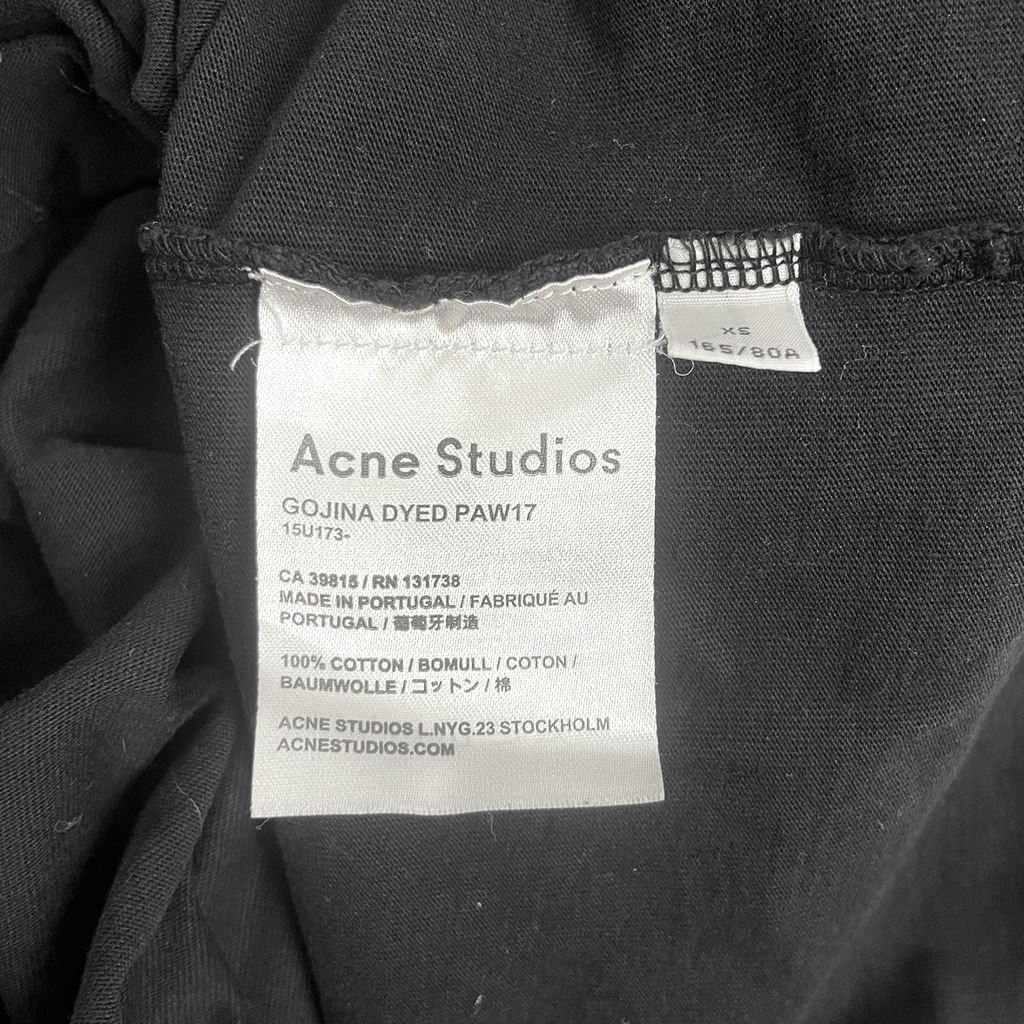 Acne Studios
GOJINA DYED PAW17
15U173-
CA 39815 / RN 131738
MADE IN PORTUGAL / FABRIQUÉ AU
PORTUGAL / 葡萄牙制造
100% COTTON / BOMULL / COTON /
BAUMWOLLE / コットン / 棉
ACNE STUDIOS L.NYG.23 STOCKHOLM
ACNESTUDIOS.COM
XS
165/80A